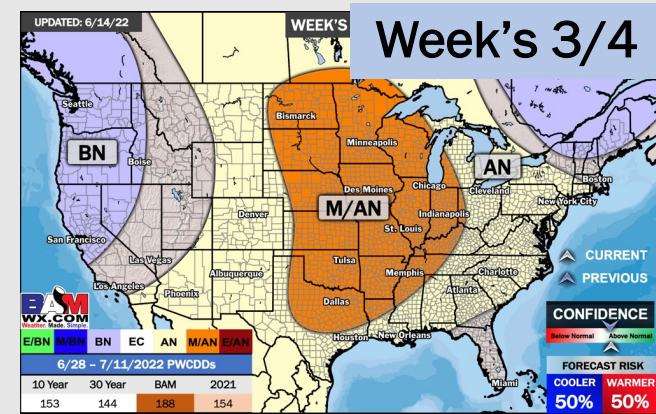 UPDATED: 6/14/22
WEEK'S
Week's 3/4
Seattle
Bismarck
Minneapolis
BN
Boise
AN
Boston
Des Moines
Chicago
Cleveland
M/AN
New York City
Denver
Indianapolis
St. Louis
San Francisco
Las Vegas
CURRENT
Tulsa
Albuquerque
Memphis
Charlotte
PREVIOUS
Los Angeles
Phoenix
Atlanta
Dallas
BAM
WX.COM
Weather. Made. Simple.
CONFIDENCE
Below Normal
Above Normal
Houston
New Orleans
E/BN M/BN BN EC AN M/AN E/AN
6/28 – 7/11/2022 PWCDDs
FORECAST RISK
Miami
10 Year 30 Year BAM 2021
COOLER WARMER
153 144 188 154
50% 50%